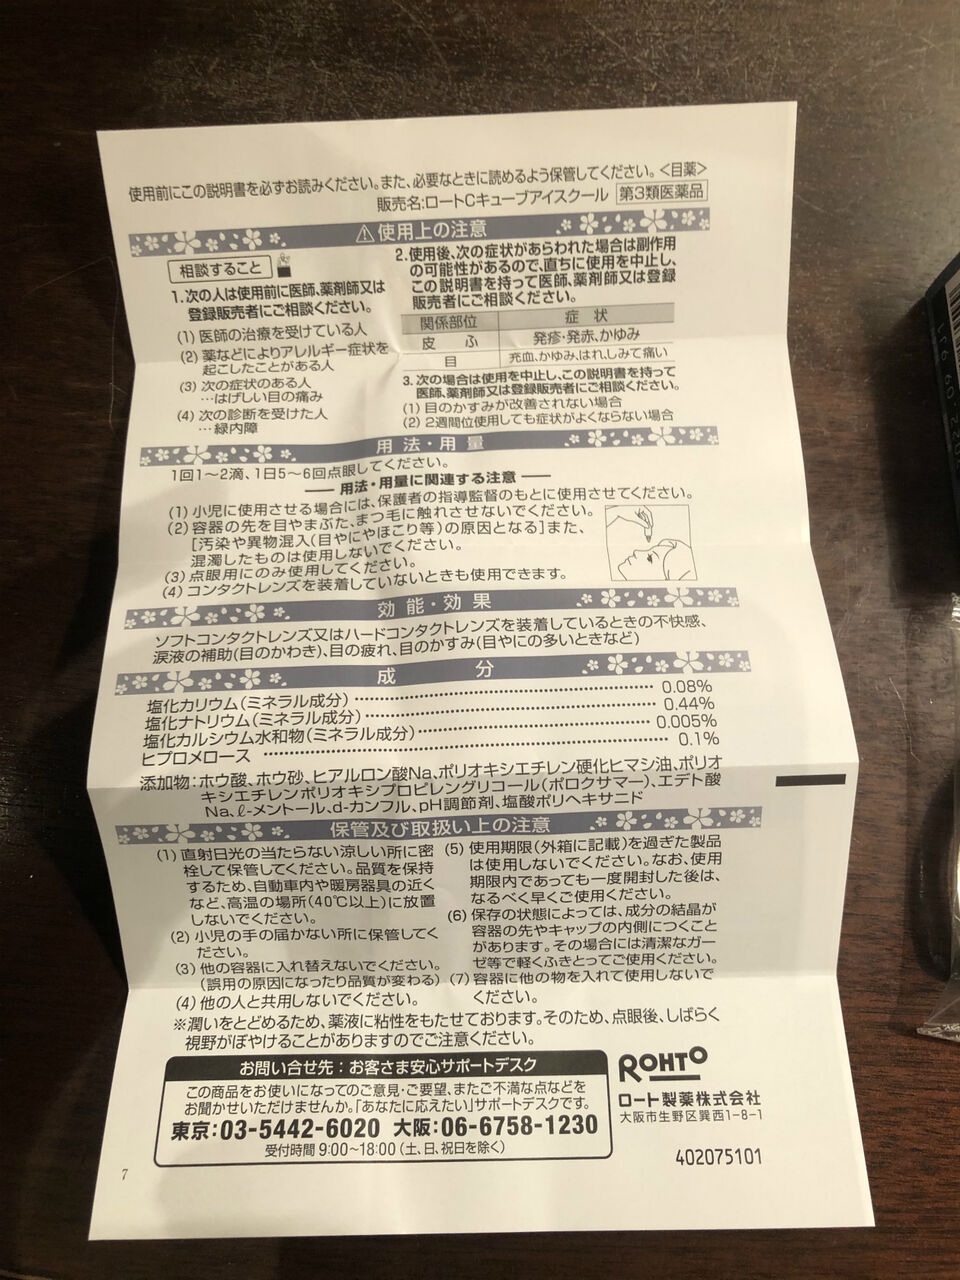 使用前にこの説明書を必ずお読みください。また、必要なときに読めるよう保管してください。<目薬>
販売名:ロートCキューブアイスクール 第3類医薬品
⚠使用上の注意
相談すること
1.次の人は使用前に医師、薬剤師又は
登録販売者にご相談ください。
(1) 医師の治療を受けている人
(2) 薬などによりアレルギー症状を
起こしたことがある人
(3) 次の症状のある人
…はげしい目の痛み
(4) 次の診断を受けた人
…緑内障
2.使用後、次の症状があらわれた場合は副作用
の可能性があるので、直ちに使用を中止し、
この説明書を持って医師、薬剤師又は登録
販売者にご相談ください。
関係部位 症状
皮ふ 発疹・発赤、かゆみ
目 充血、かゆみ、はれ、しみて痛い
3.次の場合は使用を中止し、この説明書を持って
医師、薬剤師又は登録販売者にご相談ください。
(1) 目のかすみが改善されない場合
(2) 2週間位使用しても症状がよくならない場合
用法・用量
1回1〜2滴、1日5〜6回点眼してください。
用法・用量に関連する注意
(1) 小児に使用させる場合には、保護者の指導監督のもとに使用させてください。
(2) 容器の先を目やまぶた、まつ毛に触れさせないでください。
[汚染や異物混入(目やにやほこり等)の原因となる]また、
混濁したものは使用しないでください。
(3) 点眼用にのみ使用してください。
(4) コンタクトレンズを装着していないときも使用できます。
効能・効果
ソフトコンタクトレンズ又はハードコンタクトレンズを装着しているときの不快感、
涙液の補助(目のかわき)、目の疲れ、目のかすみ(目やにの多いときなど)
成分
塩化カリウム(ミネラル成分) 0.08%
塩化ナトリウム(ミネラル成分) 0.44%
塩化カルシウム水和物(ミネラル成分) 0.005%
ヒプロメロース 0.1%
添加物:ホウ酸、ホウ砂、ヒアルロン酸Na、ポリオキシエチレン硬化ヒマシ油、ポリオ
キシエチレンポリオキシプロピレングリコール(ポロクサマー)、エデト酸
Na、ℓ-メントール、d-カンフル、pH調節剤、塩酸ポリヘキサニド
保管及び取扱い上の注意
(1) 直射日光の当たらない涼しい所に密
栓して保管してください。品質を保持
するため、自動車内や暖房器具の近く
など、高温の場所(40℃以上)に放置
しないでください。
(2) 小児の手の届かない所に保管してく
ださい。
(3) 他の容器に入れ替えないでください。
(誤用の原因になったり品質が変わる)
(4) 他の人と共用しないでください。
(5) 使用期限(外箱に記載)を過ぎた製品
は使用しないでください。なお、使用
期限内であっても一度開封した後は、
なるべく早くご使用ください。
(6) 保存の状態によっては、成分の結晶が
容器の先やキャップの内側につくこと
があります。その場合には清潔なガー
ゼ等で軽くふきとってご使用ください。
(7) 容器に他の物を入れて使用しないで
ください。
※潤いをとどめるため、薬液に粘性をもたせております。そのため、点眼後、しばらく
視野がぼやけることがありますのでご注意ください。
お問い合せ先:お客さま安心サポートデスク
この商品をお使いになってのご意見・ご要望、またご不満な点などを
お聞かせいただけませんか。「あなたに応えたい」サポートデスクです。
東京:03-5442-6020 大阪:06-6758-1230
受付時間 9:00〜18:00 (土、日、祝日を除く)
ROHTO
ロート製薬株式会社
大阪市生野区巽西1-8-1
402075101
7